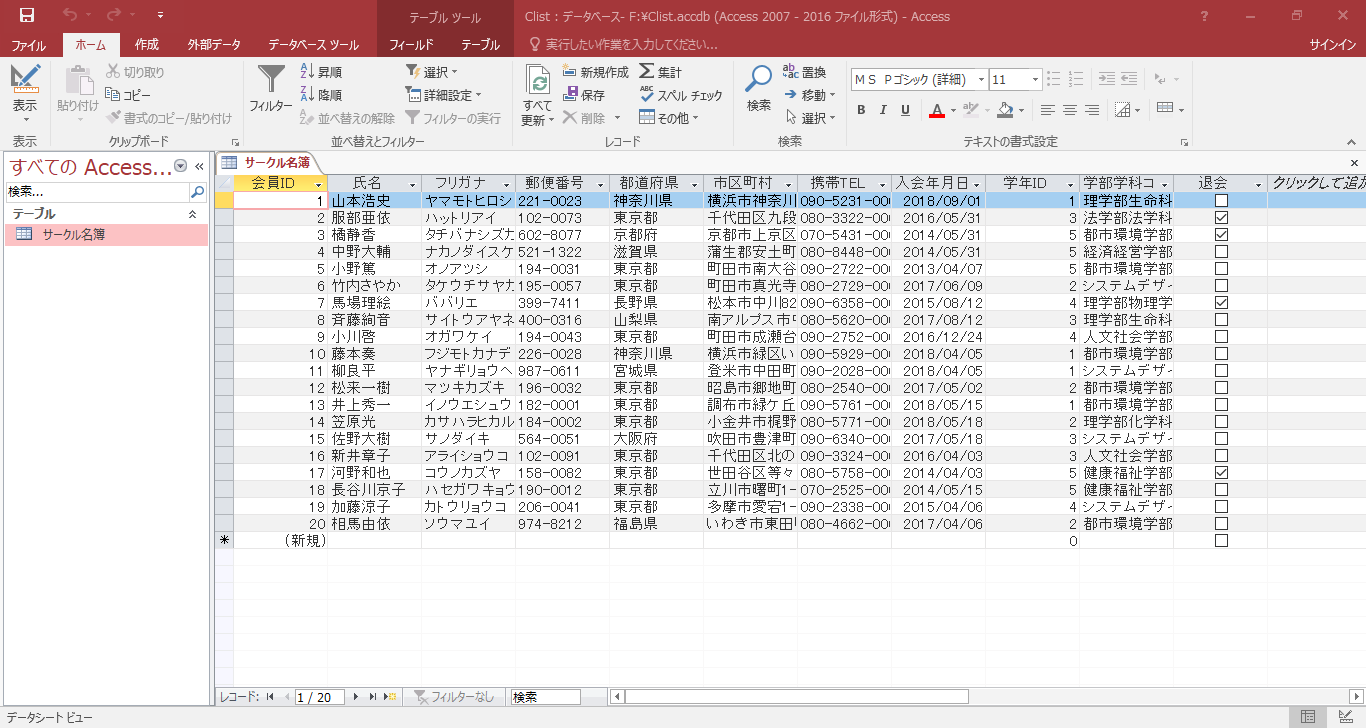 テーブル ツール
Clist : データベース- F:¥Clist.accdb (Access 2007 - 2016 ファイル形式) - Access
?
ファイル ホーム 作成 外部データ データベース ツール フィールド テーブル 実行したい作業を入力してください... サインイン
表示
表示
貼り付け
切り取り
コピー
書式のコピー/貼り付け
クリップボード
フィルター
昇順
降順
並べ替えの解除
選択
詳細設定
フィルターの実行
並べ替えとフィルター
すべて
更新
新規作成
保存
削除
集計
スペル チェック
その他
レコード
検索
置換
移動
選択
検索
ＭＳ Ｐゴシック (詳細) 11
B I U A
テキストの書式設定
すべての Access...
検索...
テーブル
サークル名簿
サークル名簿
会員ID 氏名 フリガナ 郵便番号 都道府県 市区町村 携帯TEL 入会年月日 学年ID 学部学科コ 退会 クリックして追加
1 山本浩史 ヤマモトヒロシ 221-0023 神奈川県 横浜市神奈川 090-5231-00 2018/09/01 1 理学部生命科
2 服部亜依 ハットリアイ 102-0073 東京都 千代田区九段 080-3322-00 2016/05/31 3 法学部法学科
3 橘静香 タチバナシズカ 602-8077 京都府 京都市上京区 070-5431-00 2014/05/31 5 都市環境学部
4 中野大輔 ナカノダイスケ 521-1322 滋賀県 蒲生郡安土町 080-8448-00 2014/05/31 5 経済経営学部
5 小野篤 オノアツシ 194-0031 東京都 町田市南大谷 090-2722-00 2013/04/07 5 都市環境学部
6 竹内さやか タケウチサヤカ 195-0057 東京都 町田市真光寺 080-2729-00 2017/06/09 2 システムデザイ
7 馬場理絵 ババリエ 399-7411 長野県 松本市中川82 090-6358-00 2015/08/12 4 理学部物理学
8 斉藤絢音 サイトウアヤネ 400-0316 山梨県 南アルプス市 080-5620-00 2017/08/12 3 理学部生命科
9 小川啓 オガワケイ 194-0043 東京都 町田市成瀬台 090-2752-00 2016/12/24 4 人文社会学部
10 藤本奏 フジモトカナデ 226-0028 神奈川県 横浜市緑区い 090-5929-00 2018/04/05 1 都市環境学部
11 柳良平 ヤナギリョウヘ 987-0611 宮城県 登米市中田町 090-2028-00 2018/04/05 1 システムデザイ
12 松来一樹 マツキカズキ 196-0032 東京都 昭島市郷地町 080-2540-00 2017/05/02 2 都市環境学部
13 井上秀一 イノウエシュウ 182-0001 東京都 調布市緑ケ丘 090-5761-00 2018/05/15 1 都市環境学部
14 笠原光 カサハラヒカル 184-0002 東京都 小金井市梶野 080-5771-00 2018/05/18 2 理学部化学科
15 佐野大樹 サノダイキ 564-0051 大阪府 吹田市豊津町 090-6340-00 2017/05/18 3 システムデザイ
16 新井章子 アライショウコ 102-0091 東京都 千代田区北の 090-3324-00 2016/04/03 3 人文社会学部
17 河野和也 コウノカズヤ 158-0082 東京都 世田谷区等々 080-5758-00 2014/04/03 5 健康福祉学部
18 長谷川京子 ハセガワキョウ 190-0012 東京都 立川市曙町1- 070-2525-00 2014/05/15 5 健康福祉学部
19 加藤涼子 カトウリョウコ 206-0041 東京都 多摩市愛宕1- 090-2338-00 2015/04/06 4 システムデザイ
20 相馬由依 ソウマユイ 974-8212 福島県 いわき市東田 080-4662-00 2017/04/06 2 都市環境学部
* (新規) 0
レコード: 1 / 20 フィルターなし 検索
データシート ビュー